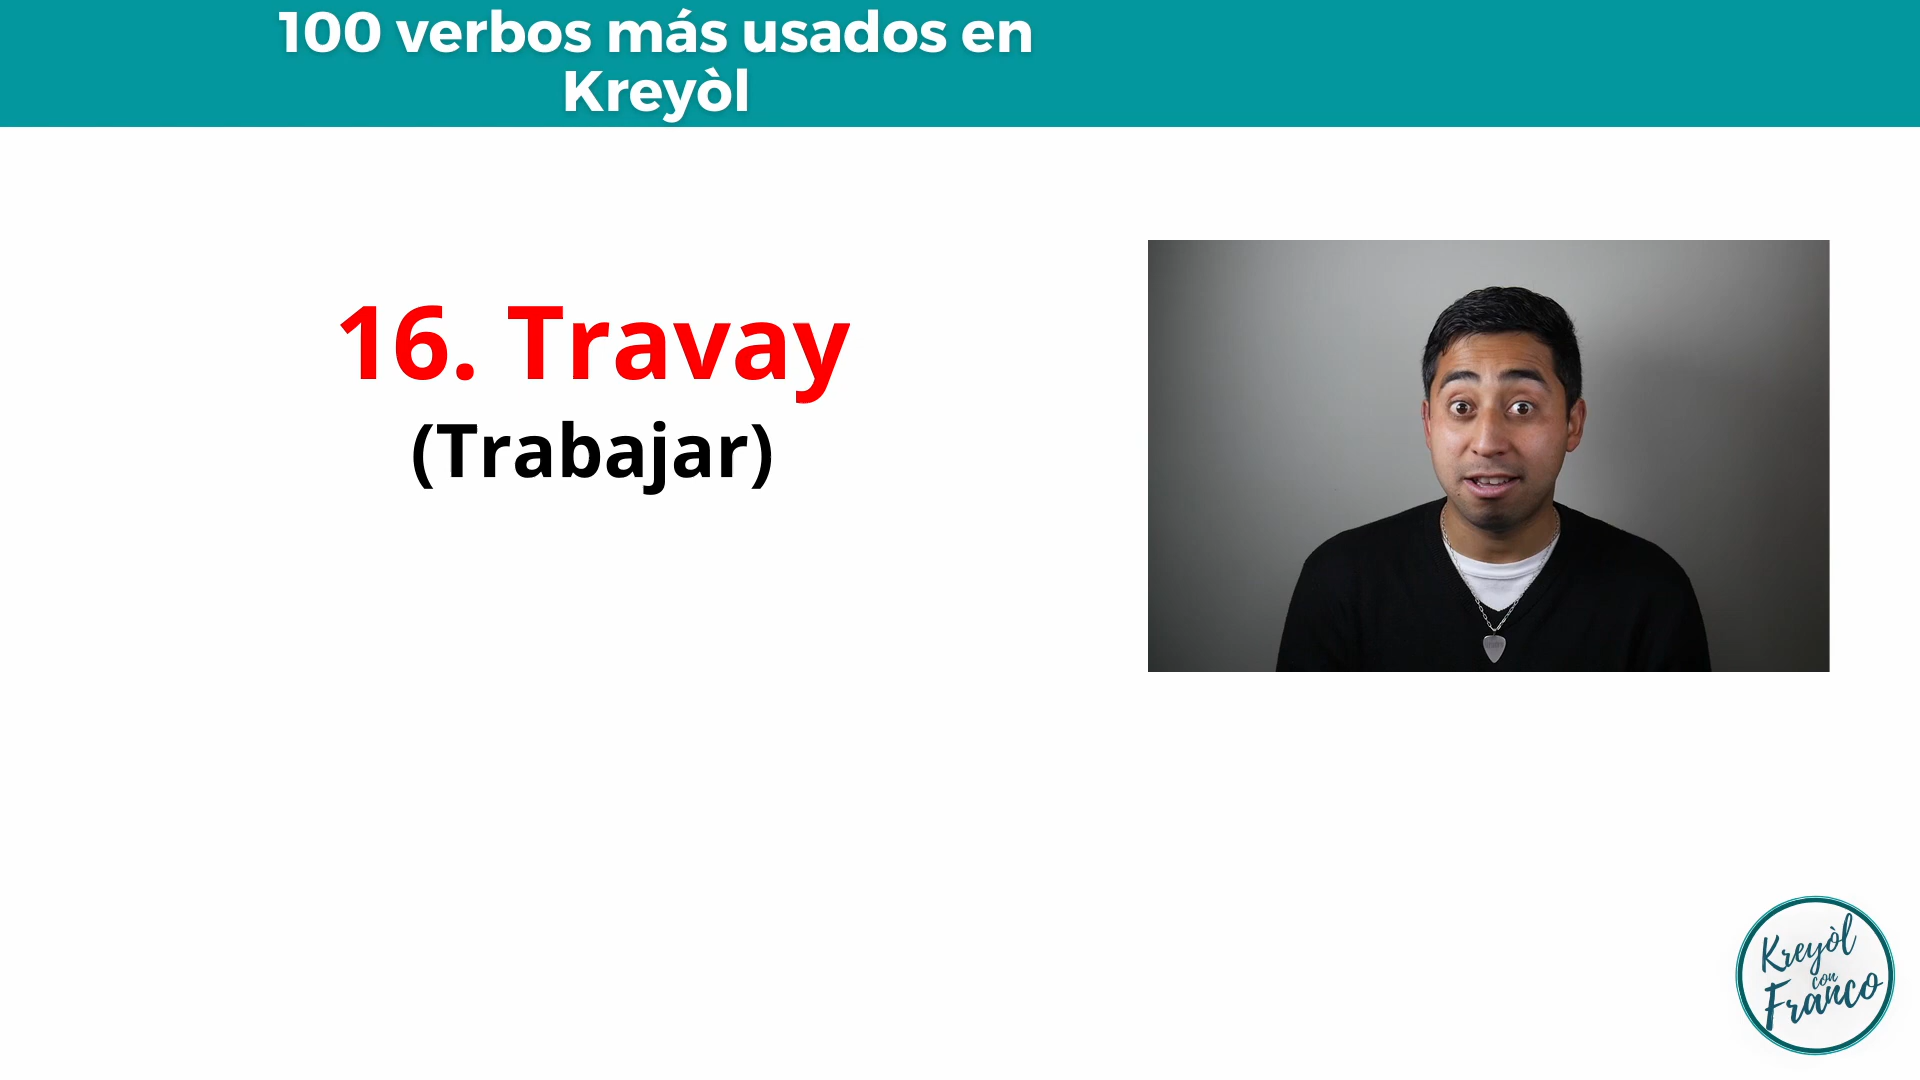 100 verbos más usados en
Kreyòl
16. Travay
(Trabajar)
Kreyòl
con
Franco